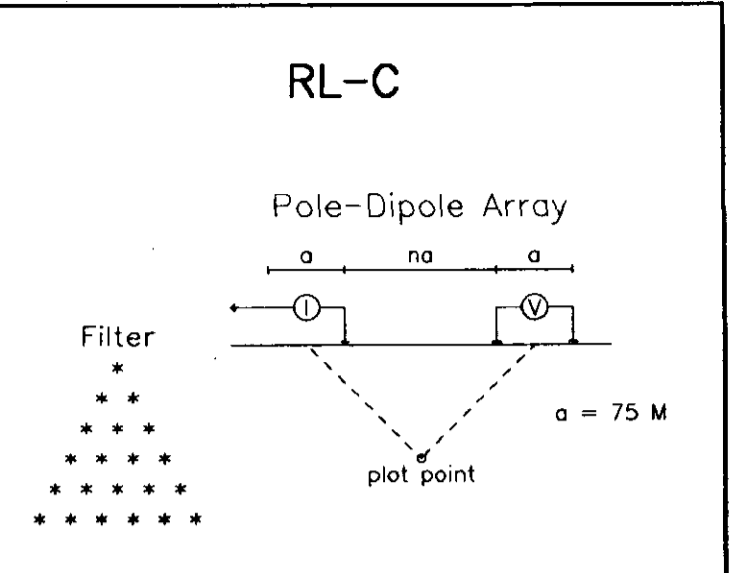 RL-C
Pole-Dipole Array
a na a
I V
Filter
*
* *
* * *
* * * *
* * * * *
* * * * * *
a = 75 M
plot point